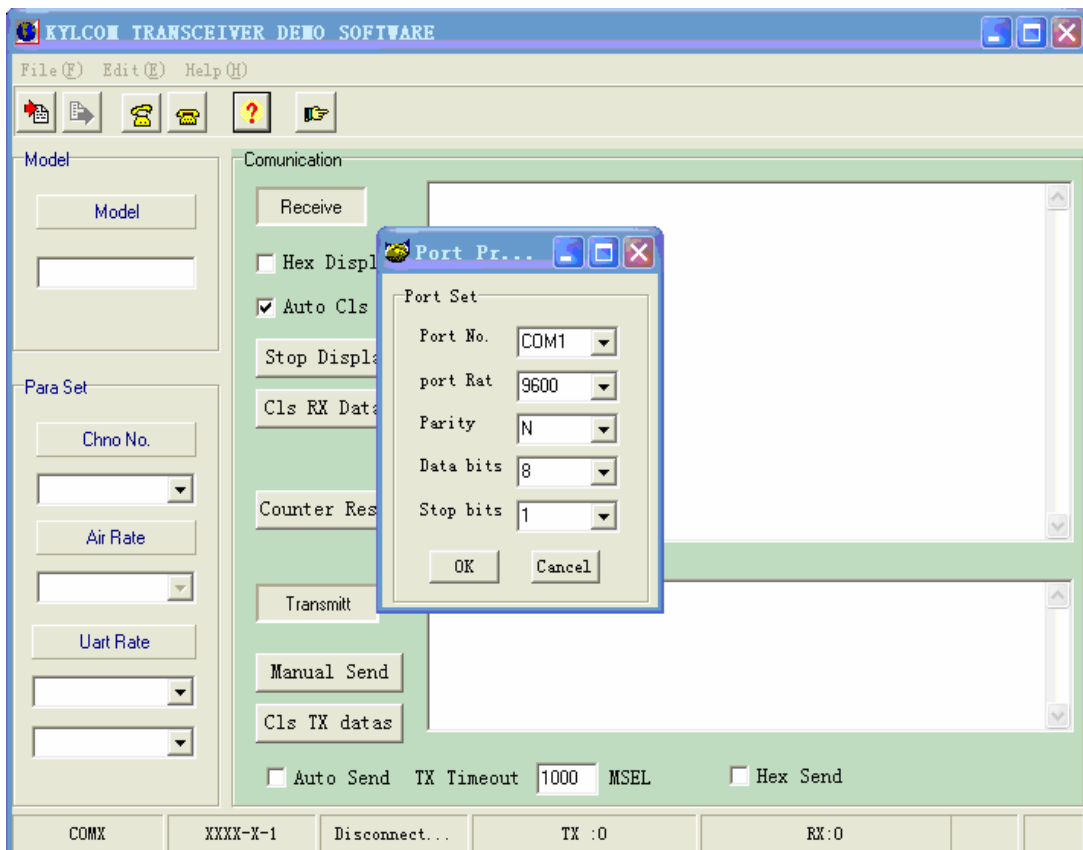 KYLCOM TRANSCEIVER DEMO SOFTWARE
File(F) Edit(E) Help(H)
Model
Model
Para Set
Chno No.
Air Rate
Uart Rate
Comunication
Receive
Hex Displ
Auto Cls
Stop Displa
Cls RX Data
Counter Res
Transmitt
Manual Send
Cls TX datas
Auto Send TX Timeout 1000 MSEL Hex Send
Port Pr...
Port Set
Port No. COM1
port Rat 9600
Parity N
Data bits 8
Stop bits 1
OK Cancel
COMX XXXX-X-1 Disconnect... TX :0 RX:0